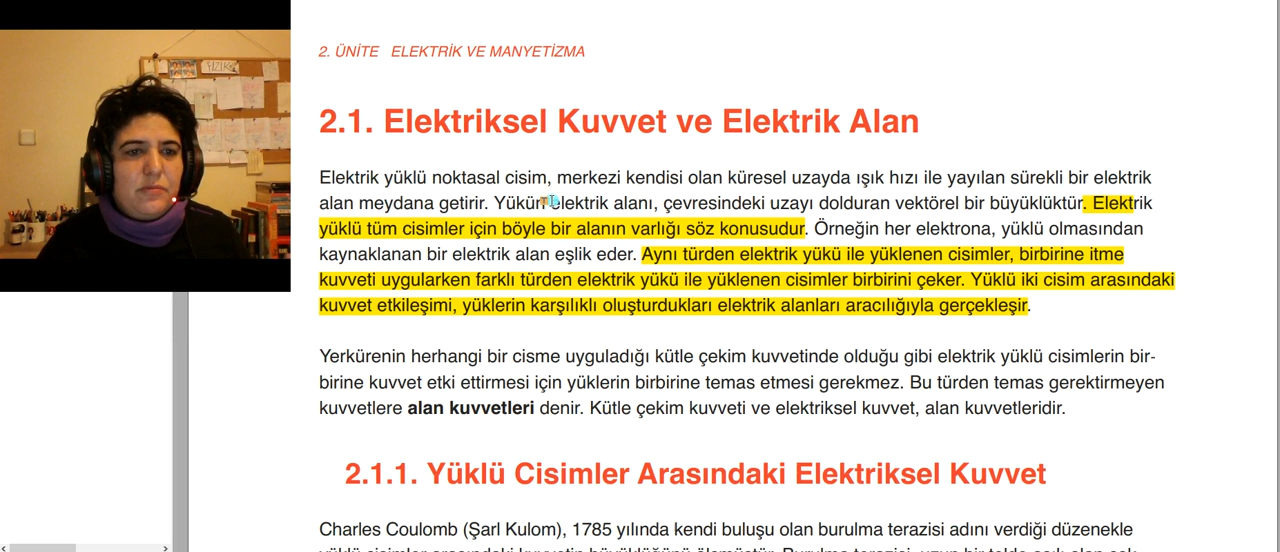 FİZİK
2. ÜNİTE ELEKTRİK VE MANYETİZMA
2.1. Elektriksel Kuvvet ve Elektrik Alan
Elektrik yüklü noktasal cisim, merkezi kendisi olan küresel uzayda ışık hızı ile yayılan sürekli bir elektrik
alan meydana getirir. Yükün elektrik alanı, çevresindeki uzayı dolduran vektörel bir büyüklüktür. Elektrik
yüklü tüm cisimler için böyle bir alanın varlığı söz konusudur. Örneğin her elektrona, yüklü olmasından
kaynaklanan bir elektrik alan eşlik eder. Aynı türden elektrik yükü ile yüklenen cisimler, birbirine itme
kuvveti uygularken farklı türden elektrik yükü ile yüklenen cisimler birbirini çeker. Yüklü iki cisim arasındaki
kuvvet etkileşimi, yüklerin karşılıklı oluşturdukları elektrik alanları aracılığıyla gerçekleşir.
Yerkürenin herhangi bir cisme uyguladığı kütle çekim kuvvetinde olduğu gibi elektrik yüklü cisimlerin bir-
birine kuvvet etki ettirmesi için yüklerin birbirine temas etmesi gerekmez. Bu türden temas gerektirmeyen
kuvvetlere alan kuvvetleri denir. Kütle çekim kuvveti ve elektriksel kuvvet, alan kuvvetleridir.
2.1.1. Yüklü Cisimler Arasındaki Elektriksel Kuvvet
Charles Coulomb (Şarl Kulom), 1785 yılında kendi buluşu olan burulma terazisi adını verdiği düzenekle